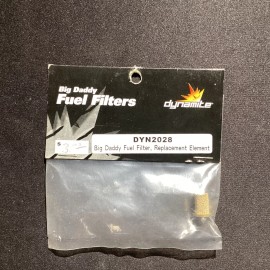 Big Daddy
Fuel Filters
dynamite
DYN2028
Big Daddy Fuel Filter, Replacement Element